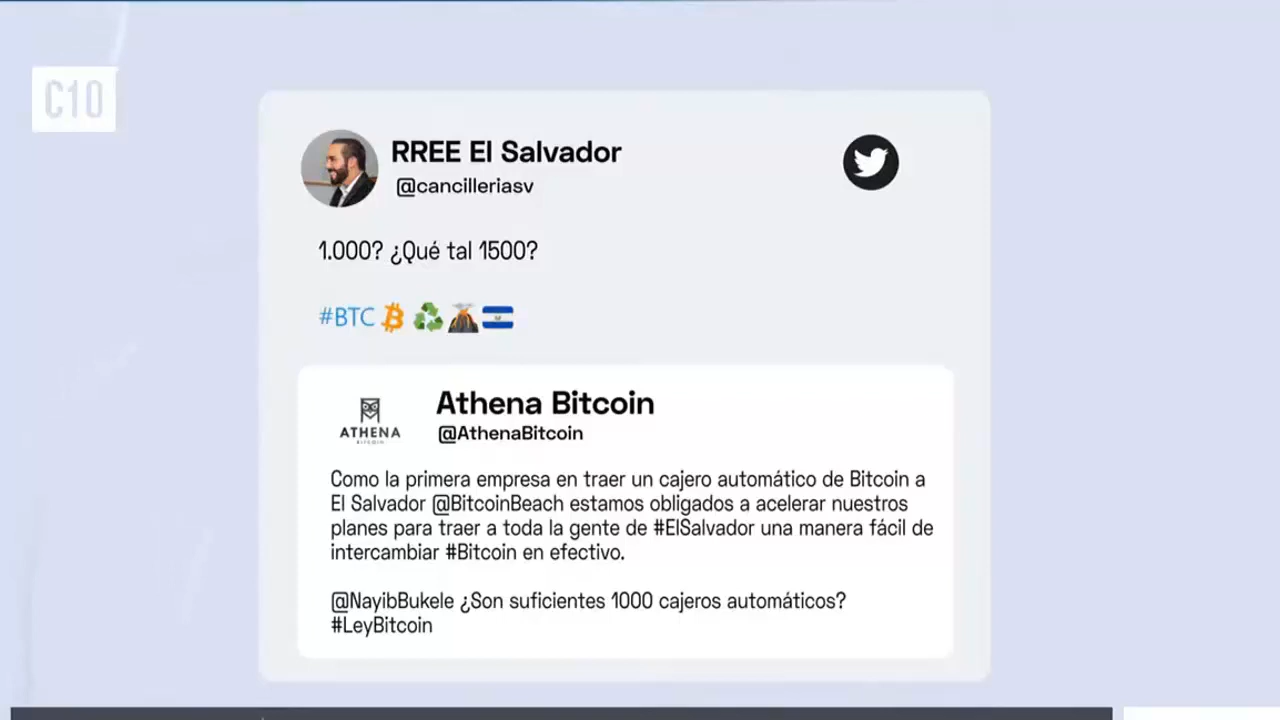 C10
RREE El Salvador
@cancilleriasv
1.000? ¿Qué tal 1500?
#BTC
Athena Bitcoin
@AthenaBitcoin
ATHENA
BITCOIN
Como la primera empresa en traer un cajero automático de Bitcoin a
El Salvador @BitcoinBeach estamos obligados a acelerar nuestros
planes para traer a toda la gente de #ElSalvador una manera fácil de
intercambiar #Bitcoin en efectivo.
@NayibBukele ¿Son suficientes 1000 cajeros automáticos?
#LeyBitcoin